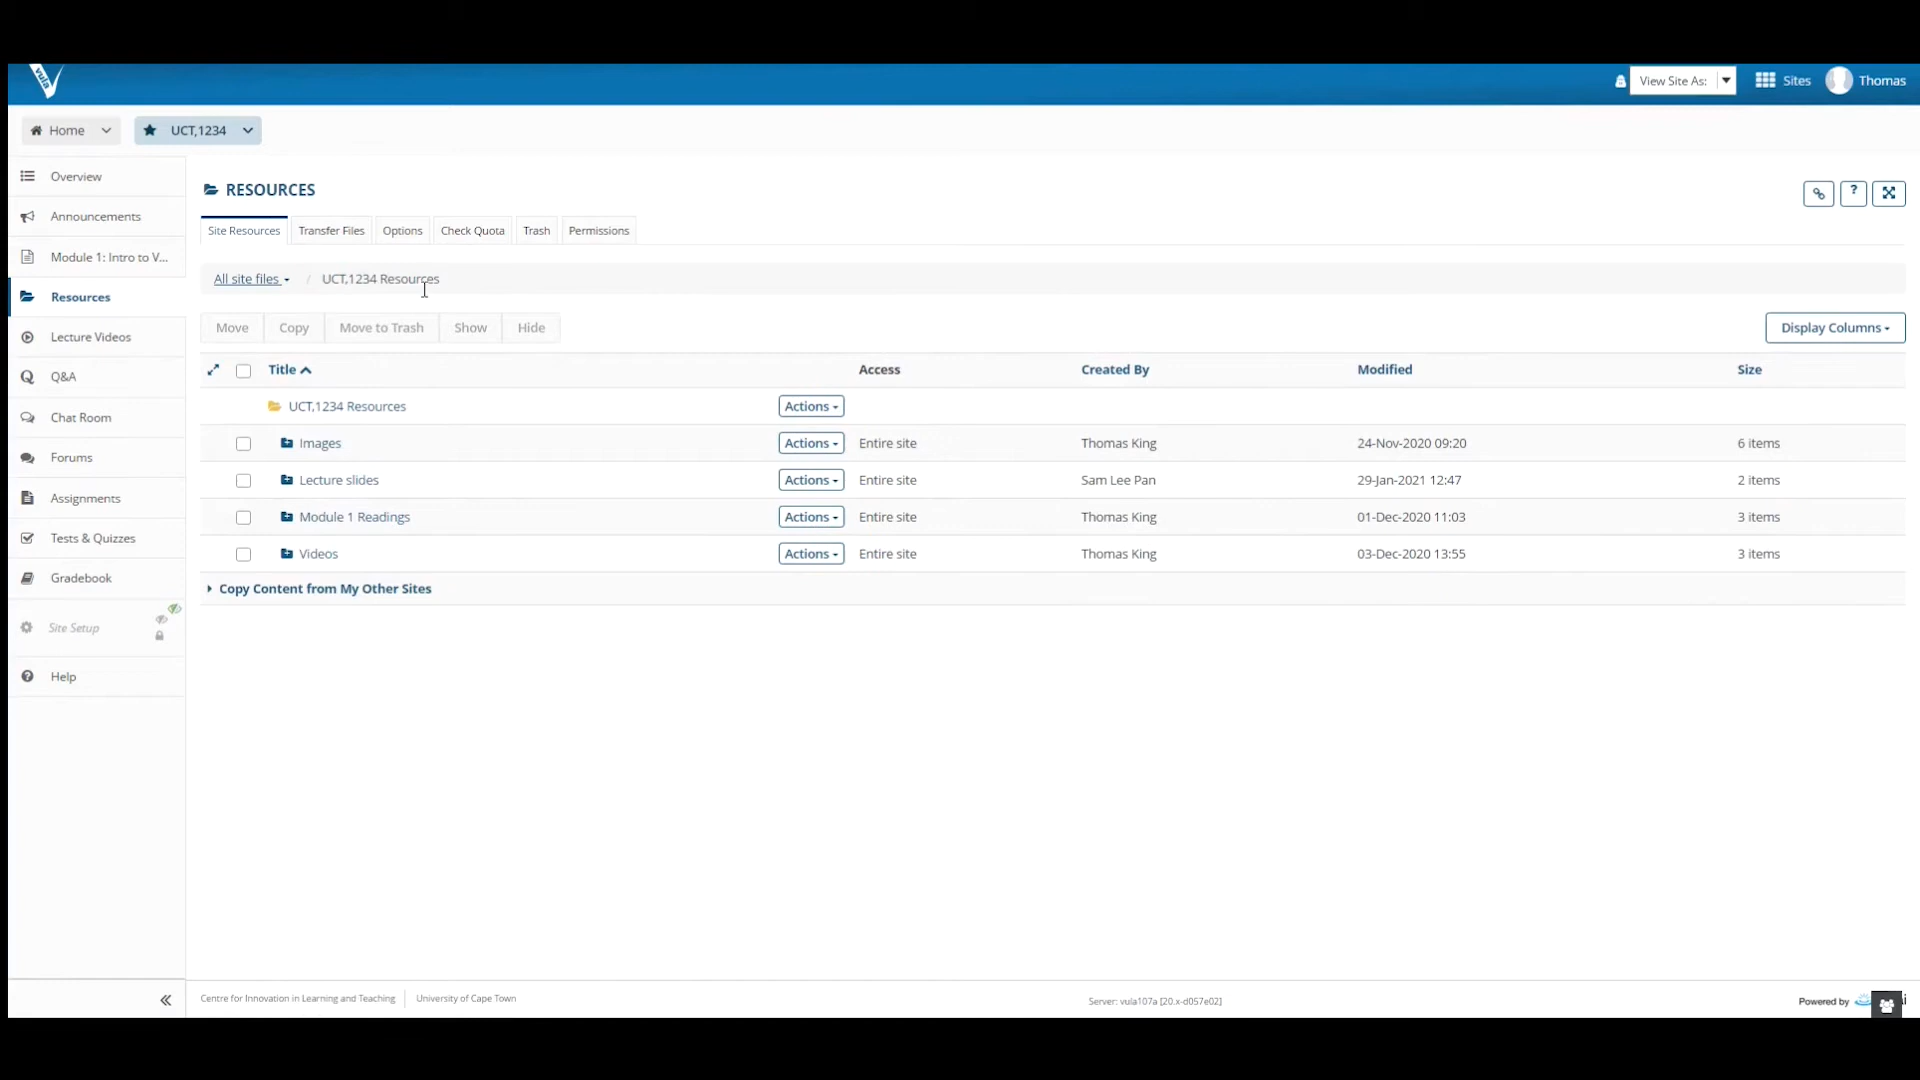 vula
View Site As:
Sites
Thomas
Home
UCT,1234
Overview
Announcements
Module 1: Intro to V...
Resources
Lecture Videos
Q&A
Chat Room
Forums
Assignments
Tests & Quizzes
Gradebook
Site Setup
Help
RESOURCES
?
Site Resources Transfer Files Options Check Quota Trash Permissions
All site files / UCT,1234 Resources
Move Copy Move to Trash Show Hide
Display Columns
Title Access Created By Modified Size
UCT,1234 Resources Actions
Images Actions Entire site Thomas King 24-Nov-2020 09:20 6 items
Lecture slides Actions Entire site Sam Lee Pan 29-Jan-2021 12:47 2 items
Module 1 Readings Actions Entire site Thomas King 01-Dec-2020 11:03 3 items
Videos Actions Entire site Thomas King 03-Dec-2020 13:55 3 items
Copy Content from My Other Sites
Centre for Innovation in Learning and Teaching University of Cape Town Server: vula107a [20.x-d057e02] Powered by